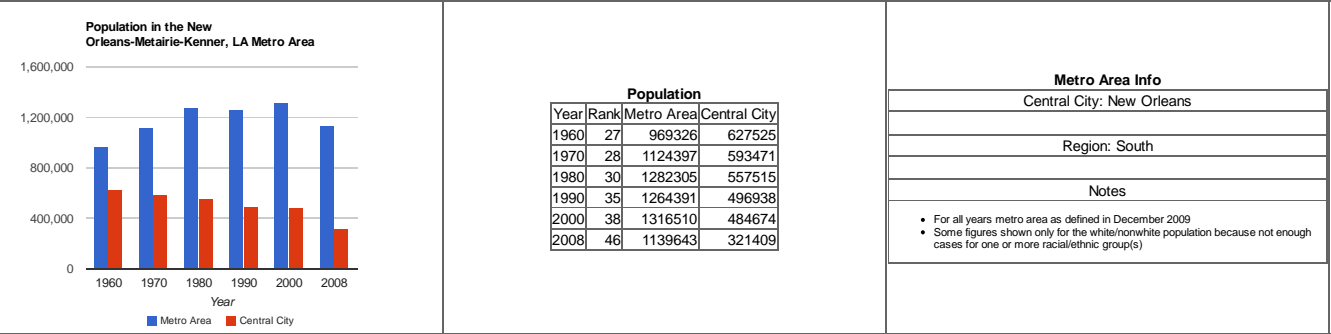 Population in the New
Orleans-Metairie-Kenner, LA Metro Area
1,600,000
1,200,000
800,000
400,000
0
1960 1970 1980 1990 2000 2008
Year
Metro Area Central City
Population
Year Rank Metro Area Central City
1960 27 969326 627525
1970 28 1124397 593471
1980 30 1282305 557515
1990 35 1264391 496938
2000 38 1316510 484674
2008 46 1139643 321409
Metro Area Info
Central City: New Orleans
Region: South
Notes
• For all years metro area as defined in December 2009
• Some figures shown only for the white/nonwhite population because not enough
cases for one or more racial/ethnic group(s)